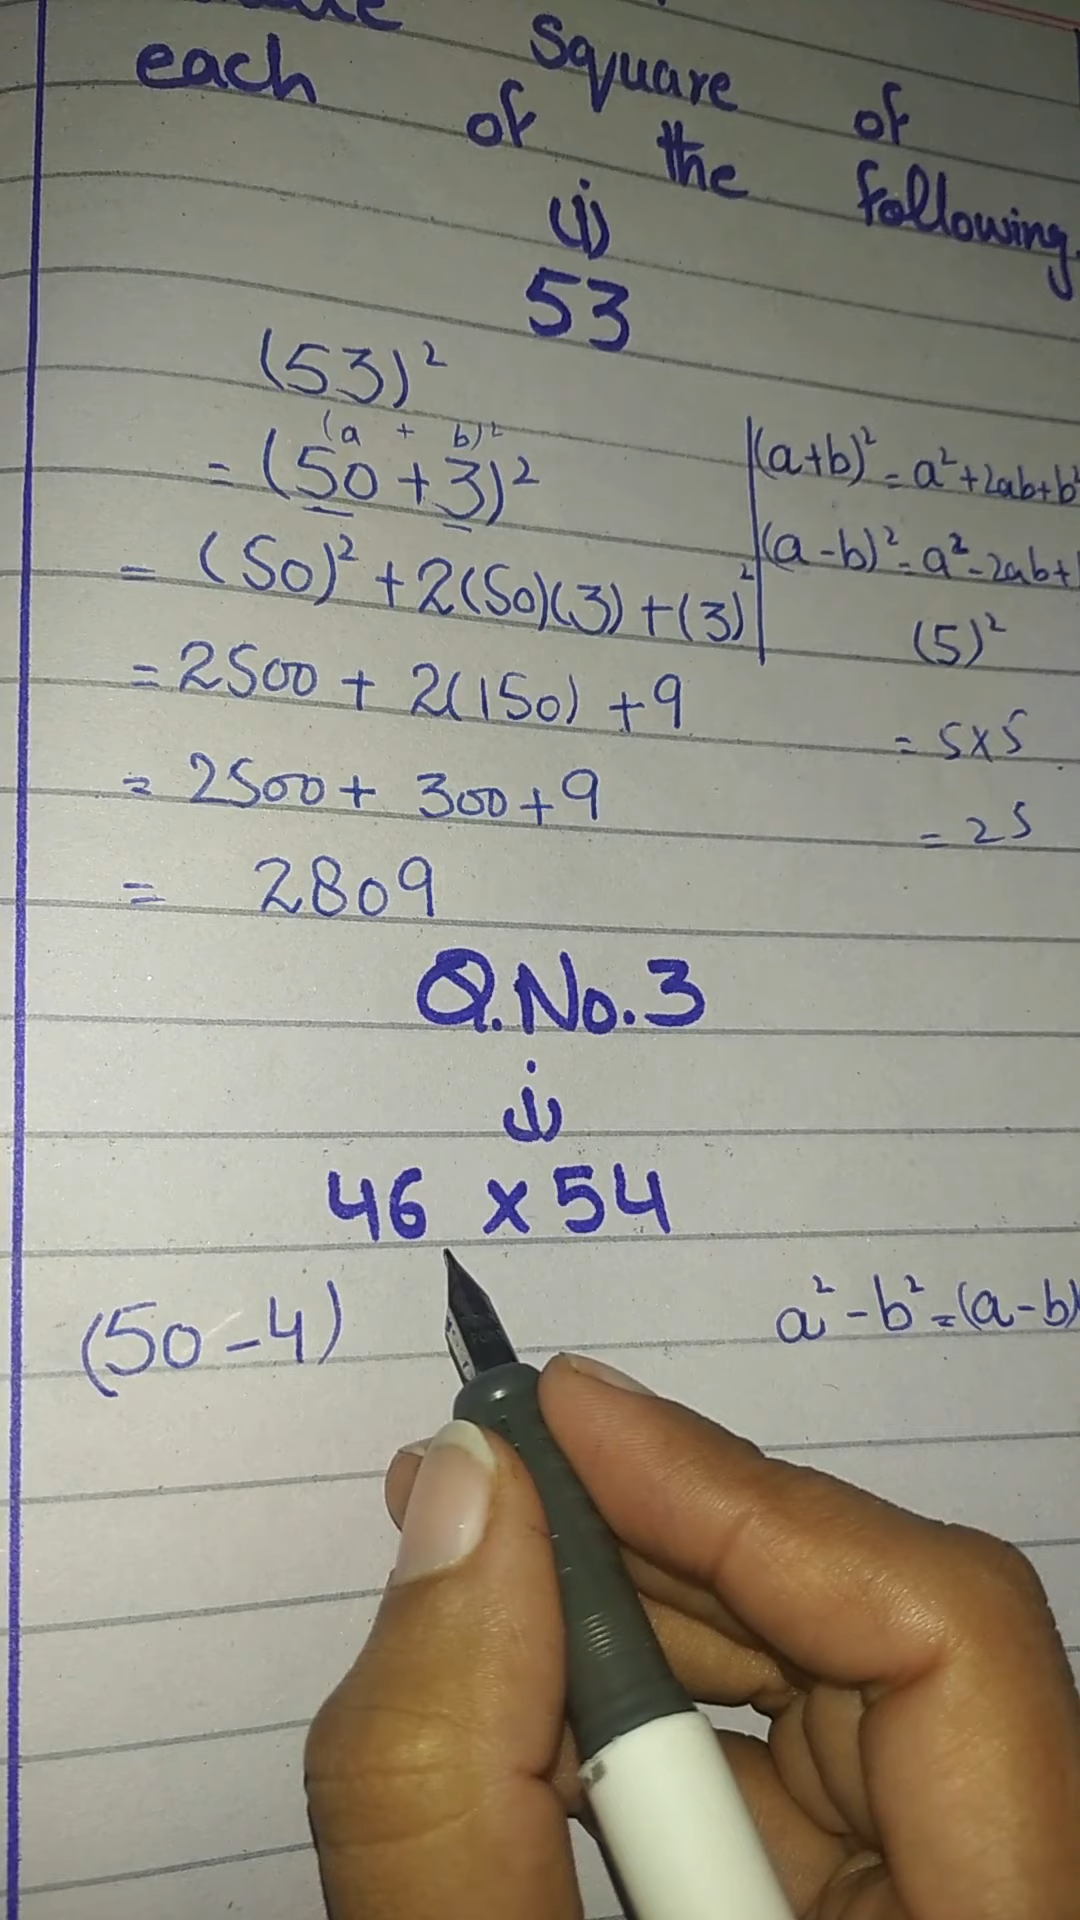 each square of
of the following
(i)
53
(53)²
(a + b)²
= (50 + 3)²
(a+b)² = a² + 2ab + b²
= (50)² + 2(50)(3) + (3)²
(a - b)² = a² - 2ab +
(5)²
= 2500 + 2(150) + 9
= 5 x 5
= 2500 + 300 + 9
= 25
= 2809
Q.No.3
(i)
46 x 54
(50 - 4)
a² - b² = (a - b)